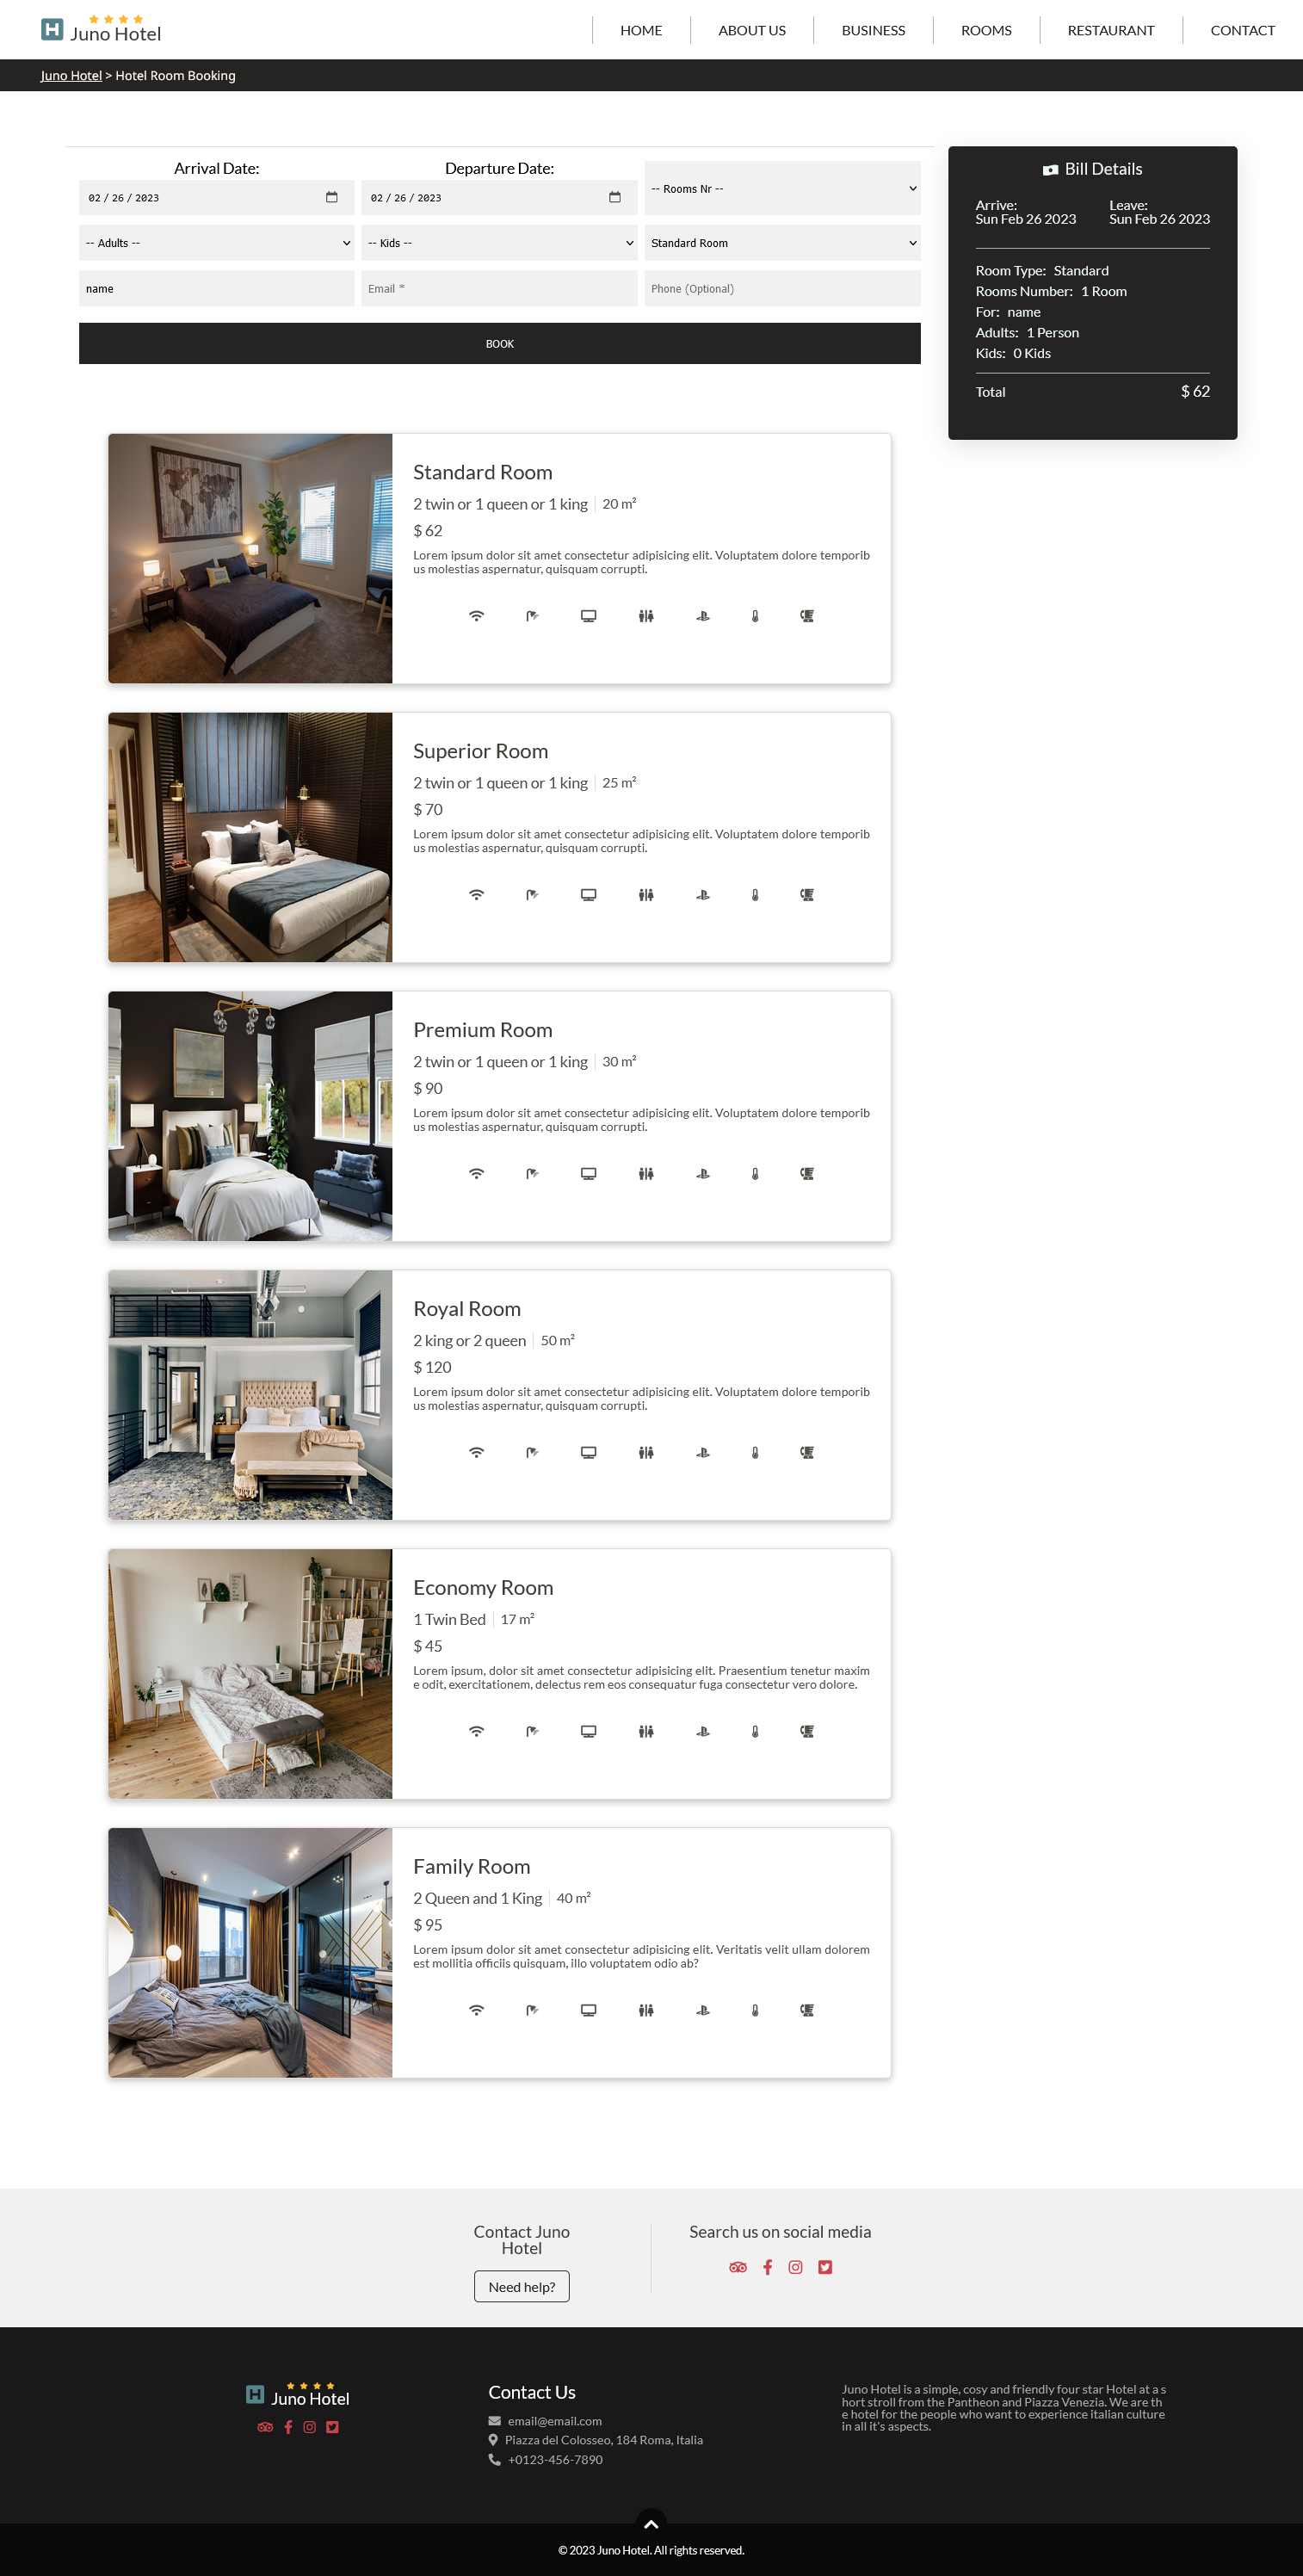 Juno Hotel
HOME
ABOUT US
BUSINESS
ROOMS
RESTAURANT
CONTACT
Juno Hotel > Hotel Room Booking
Arrival Date:
02 / 26 / 2023
Departure Date:
02 / 26 / 2023
-- Rooms Nr --
-- Adults --
-- Kids --
Standard Room
name
Email *
Phone (Optional)
BOOK
Bill Details
Arrive:
Sun Feb 26 2023
Leave:
Sun Feb 26 2023
Room Type: Standard
Rooms Number: 1 Room
For: name
Adults: 1 Person
Kids: 0 Kids
Total $ 62
Standard Room
2 twin or 1 queen or 1 king 20 m²
$ 62
Lorem ipsum dolor sit amet consectetur adipisicing elit. Voluptatem dolore temporib
us molestias aspernatur, quisquam corrupti.
Superior Room
2 twin or 1 queen or 1 king 25 m²
$ 70
Lorem ipsum dolor sit amet consectetur adipisicing elit. Voluptatem dolore temporib
us molestias aspernatur, quisquam corrupti.
Premium Room
2 twin or 1 queen or 1 king 30 m²
$ 90
Lorem ipsum dolor sit amet consectetur adipisicing elit. Voluptatem dolore temporib
us molestias aspernatur, quisquam corrupti.
Royal Room
2 king or 2 queen 50 m²
$ 120
Lorem ipsum dolor sit amet consectetur adipisicing elit. Voluptatem dolore temporib
us molestias aspernatur, quisquam corrupti.
Economy Room
1 Twin Bed 17 m²
$ 45
Lorem ipsum, dolor sit amet consectetur adipisicing elit. Praesentium tenetur maxim
e odit, exercitationem, delectus rem eos consequatur fuga consectetur vero dolore.
Family Room
2 Queen and 1 King 40 m²
$ 95
Lorem ipsum dolor sit amet consectetur adipisicing elit. Veritatis velit ullam dolorem
est mollitia officiis quisquam, illo voluptatem odio ab?
Contact Juno
Hotel
Need help?
Search us on social media
Juno Hotel
Contact Us
email@email.com
Piazza del Colosseo, 184 Roma, Italia
+0123-456-7890
Juno Hotel is a simple, cosy and friendly four star Hotel at a s
hort stroll from the Pantheon and Piazza Venezia. We are th
e hotel for the people who want to experience italian culture
in all it's aspects.
© 2023 Juno Hotel. All rights reserved.